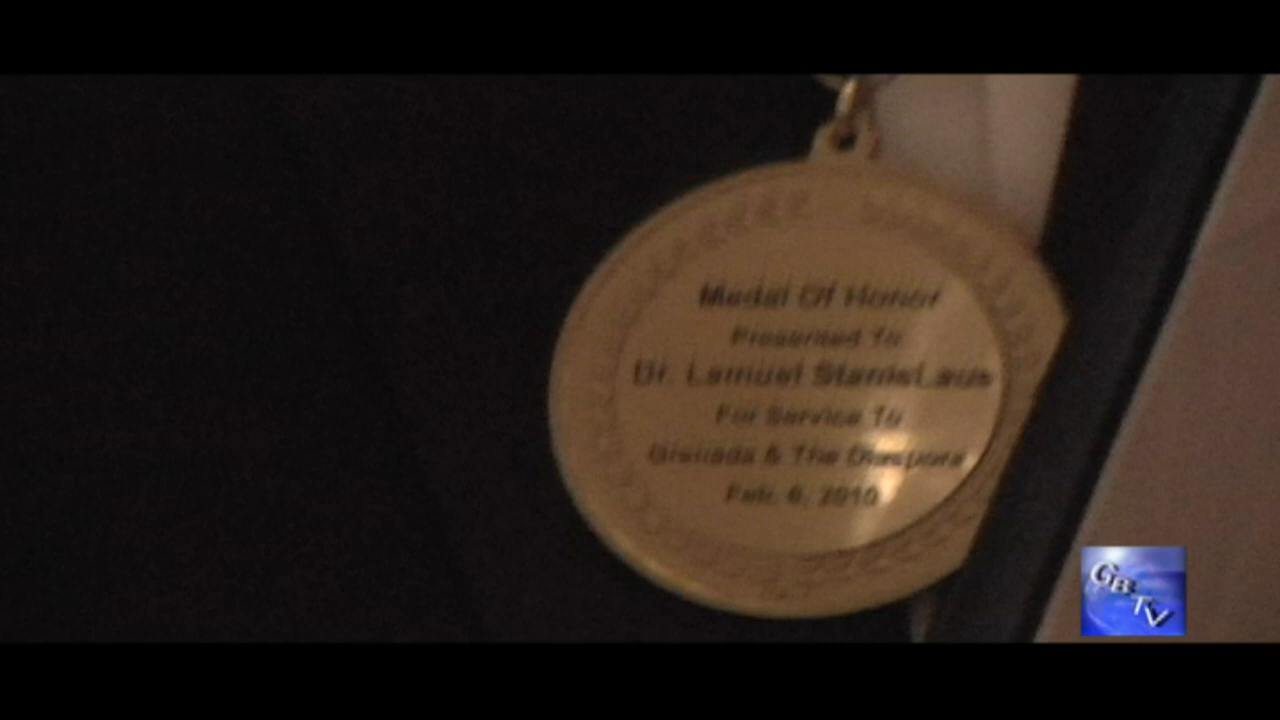 Medal Of Honor
Presented To
Dr. Lamuel StanisLaus
For Service To
Grenada & The Diaspora
Feb. 6, 2010
GBTV